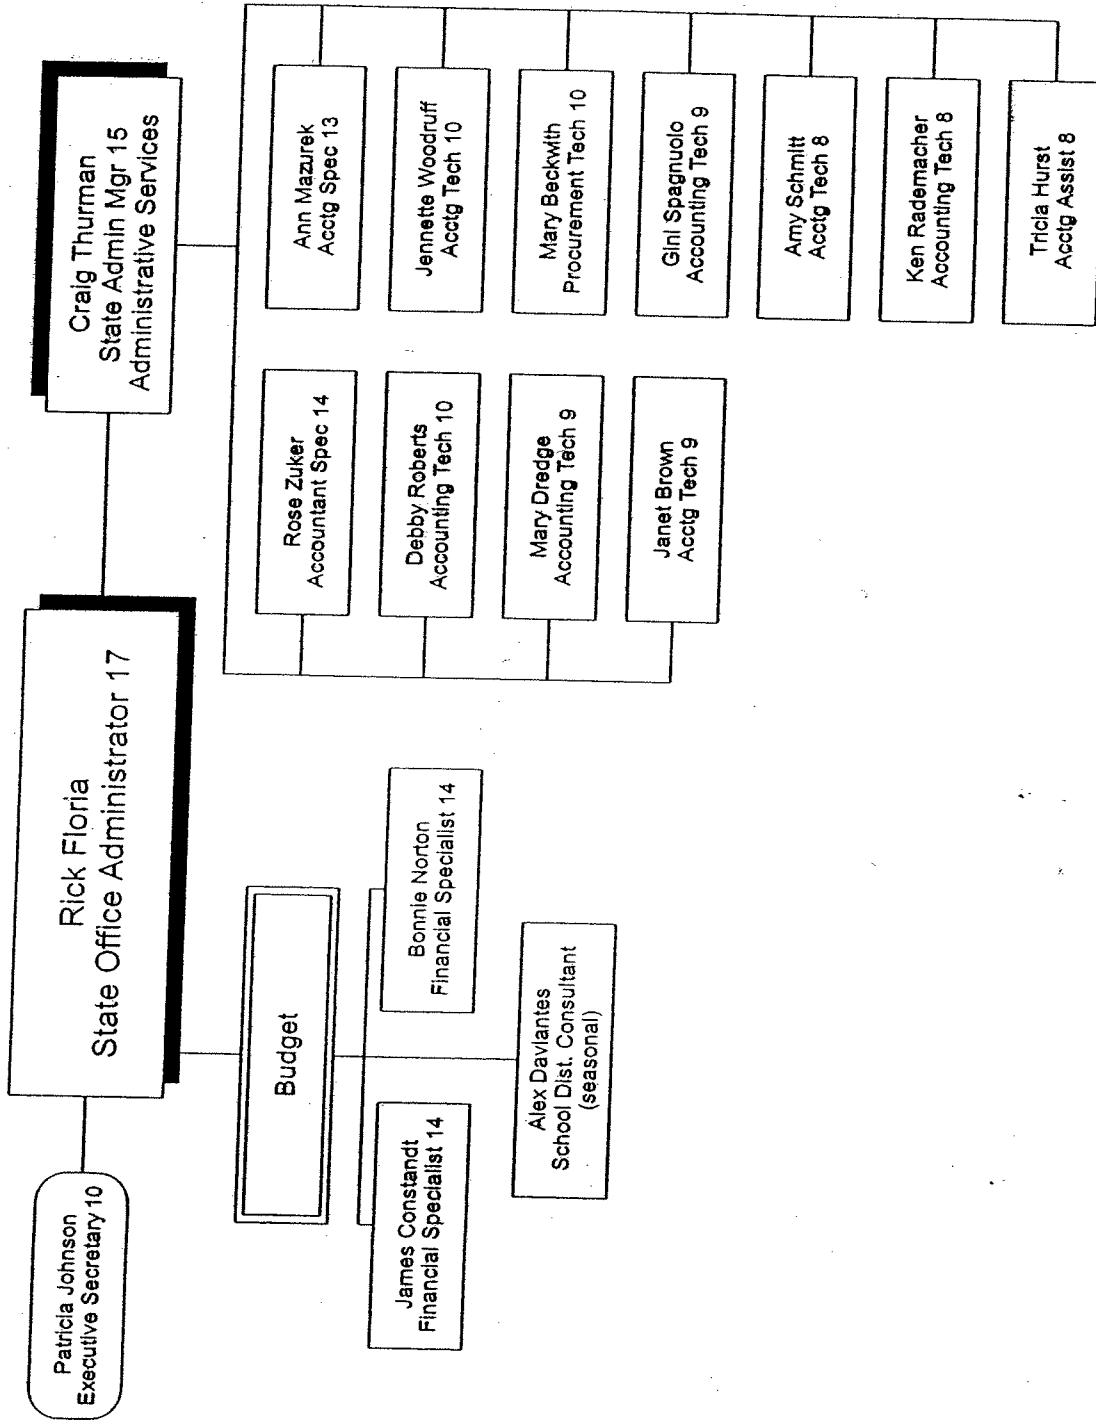 Patricia Johnson
Executive Secretary 10
Rick Floria
State Office Administrator 17
Craig Thurman
State Admin Mgr 15
Administrative Services
Budget
James Constandt
Financial Specialist 14
Bonnie Norton
Financial Specialist 14
Alex Daviantes
School Dist. Consultant
(seasonal)
Rose Zuker
Accountant Spec 14
Debby Roberts
Accounting Tech 10
Mary Dredge
Accounting Tech 9
Janet Brown
Acctg Tech 9
Ann Mazurek
Acctg Spec 13
Jennette Woodruff
Acctg Tech 10
Mary Beckwith
Procurement Tech 10
Gini Spagnuolo
Accounting Tech 9
Amy Schmitt
Acctg Tech 8
Ken Rademacher
Accounting Tech 8
Tricia Hurst
Acctg Assist 8